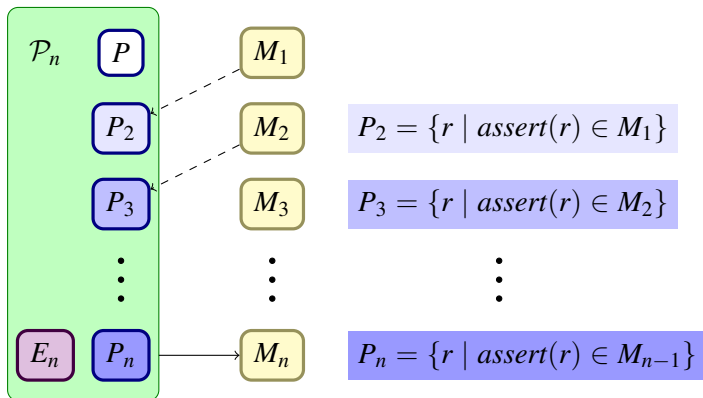 𝒫ₙ P M₁
P₂ M₂ P₂ = {r | assert(r) ∈ M₁}
P₃ M₃ P₃ = {r | assert(r) ∈ M₂}
⋮ ⋮ ⋮
Eₙ Pₙ Mₙ Pₙ = {r | assert(r) ∈ Mₙ₋₁}